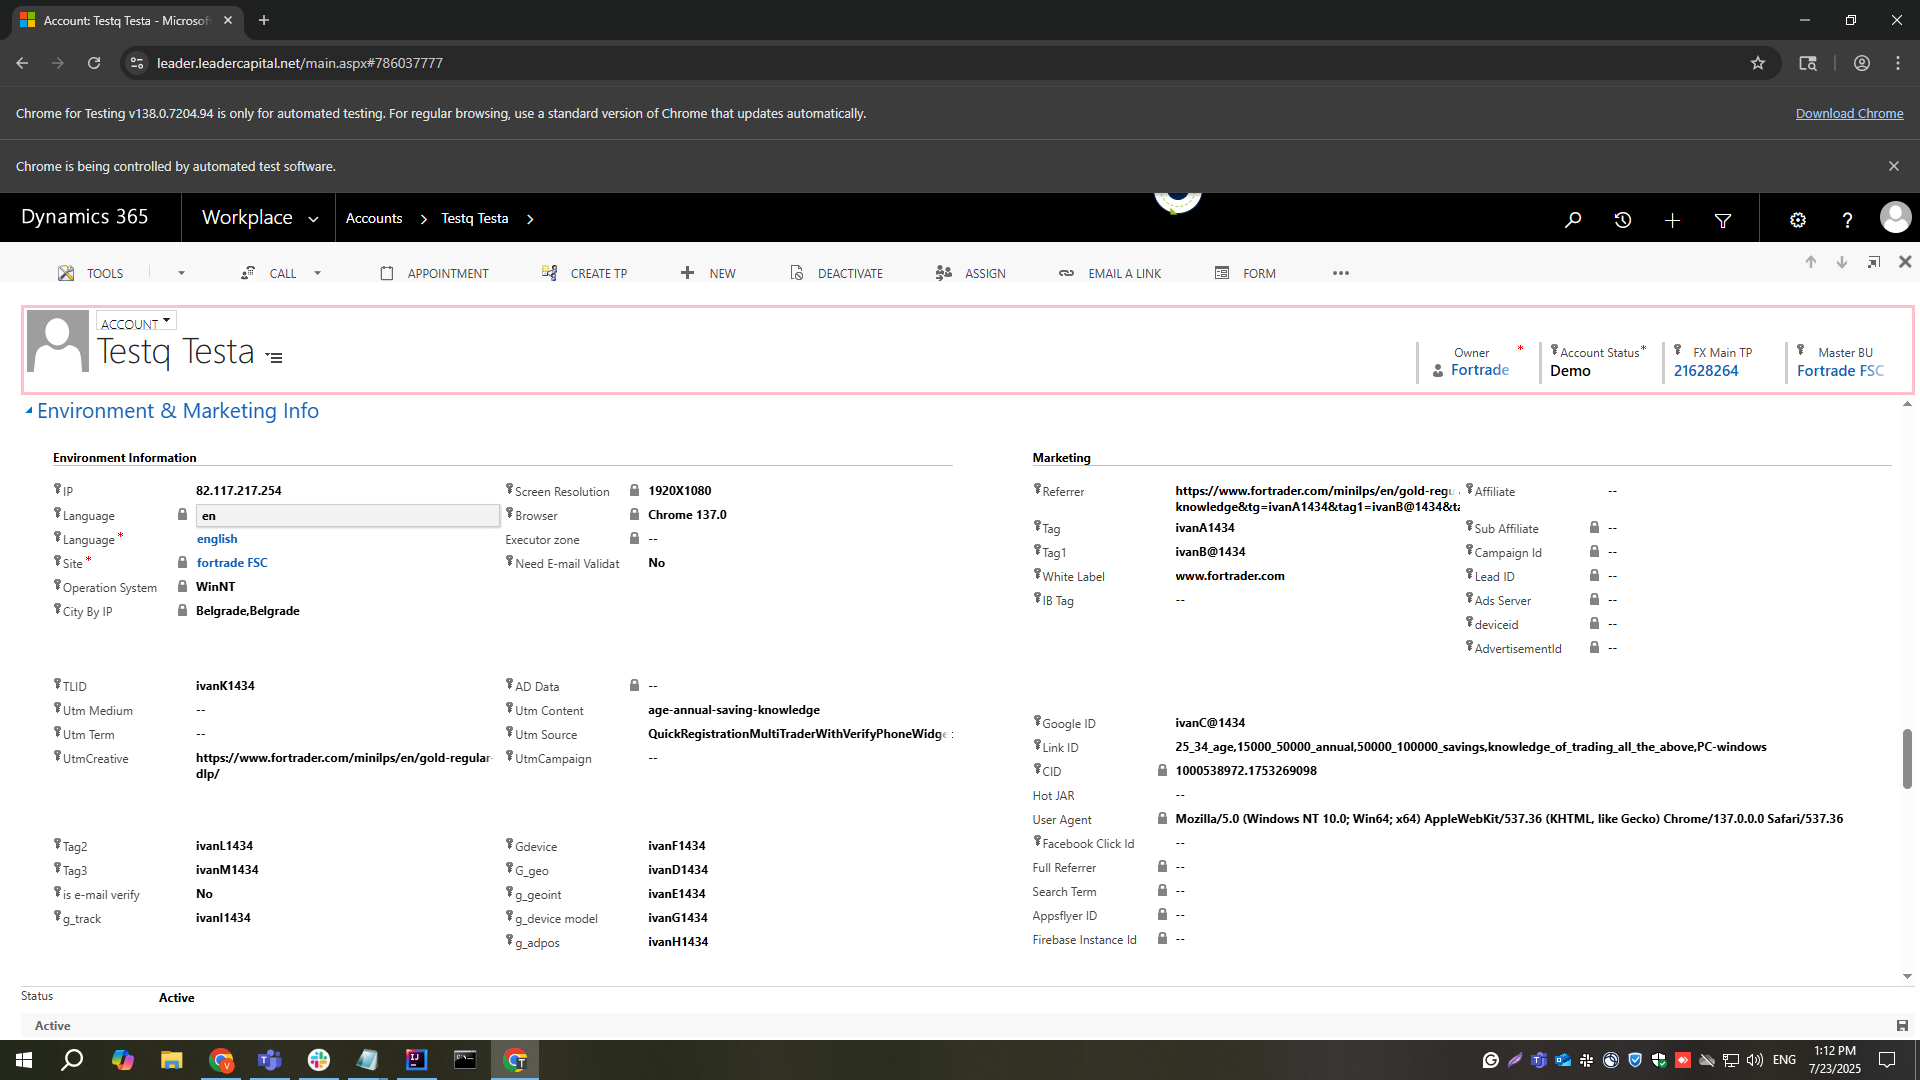 Account: Testq Testa - Microsof
leader.leadercapital.net/main.aspx#786037777
Chrome for Testing v138.0.7204.94 is only for automated testing. For regular browsing, use a standard version of Chrome that updates automatically.
Download Chrome
Chrome is being controlled by automated test software.
Dynamics 365
Workplace
Accounts
Testq Testa
TOOLS
CALL
APPOINTMENT
CREATE TP
NEW
DEACTIVATE
ASSIGN
EMAIL A LINK
FORM
ACCOUNT
Testq Testa
Owner *
Fortrade
Account Status *
Demo
FX Main TP
21628264
Master BU
Fortrade FSC
Environment & Marketing Info
Environment Information
IP 82.117.217.254
Language en
Language * english
Site * fortrade FSC
Operation System WinNT
City By IP Belgrade,Belgrade
Screen Resolution 1920X1080
Browser Chrome 137.0
Executor zone --
Need E-mail Validat No
TLID ivanK1434
Utm Medium --
Utm Term --
UtmCreative https://www.fortrader.com/minilps/en/gold-regular-
dlp/
AD Data --
Utm Content age-annual-saving-knowledge
Utm Source QuickRegistrationMultiTraderWithVerifyPhoneWidge
UtmCampaign --
Tag2 ivanL1434
Tag3 ivanM1434
is e-mail verify No
g_track ivanI1434
Gdevice ivanF1434
G_geo ivanD1434
g_geoint ivanE1434
g_device model ivanG1434
g_adpos ivanH1434
Marketing
Referrer https://www.fortrader.com/minilps/en/gold-regu
knowledge&tg=ivanA1434&tag1=ivanB@1434&ta
Tag ivanA1434
Tag1 ivanB@1434
White Label www.fortrader.com
IB Tag --
Affiliate --
Sub Affiliate --
Campaign Id --
Lead ID --
Ads Server --
deviceid --
AdvertisementId --
Google ID ivanC@1434
Link ID 25_34_age,15000_50000_annual,50000_100000_savings,knowledge_of_trading_all_the_above,PC-windows
CID 1000538972.1753269098
Hot JAR --
User Agent Mozilla/5.0 (Windows NT 10.0; Win64; x64) AppleWebKit/537.36 (KHTML, like Gecko) Chrome/137.0.0.0 Safari/537.36
Facebook Click Id --
Full Referrer --
Search Term --
Appsflyer ID --
Firebase Instance Id --
Status Active
Active
ENG
1:12 PM
7/23/2025